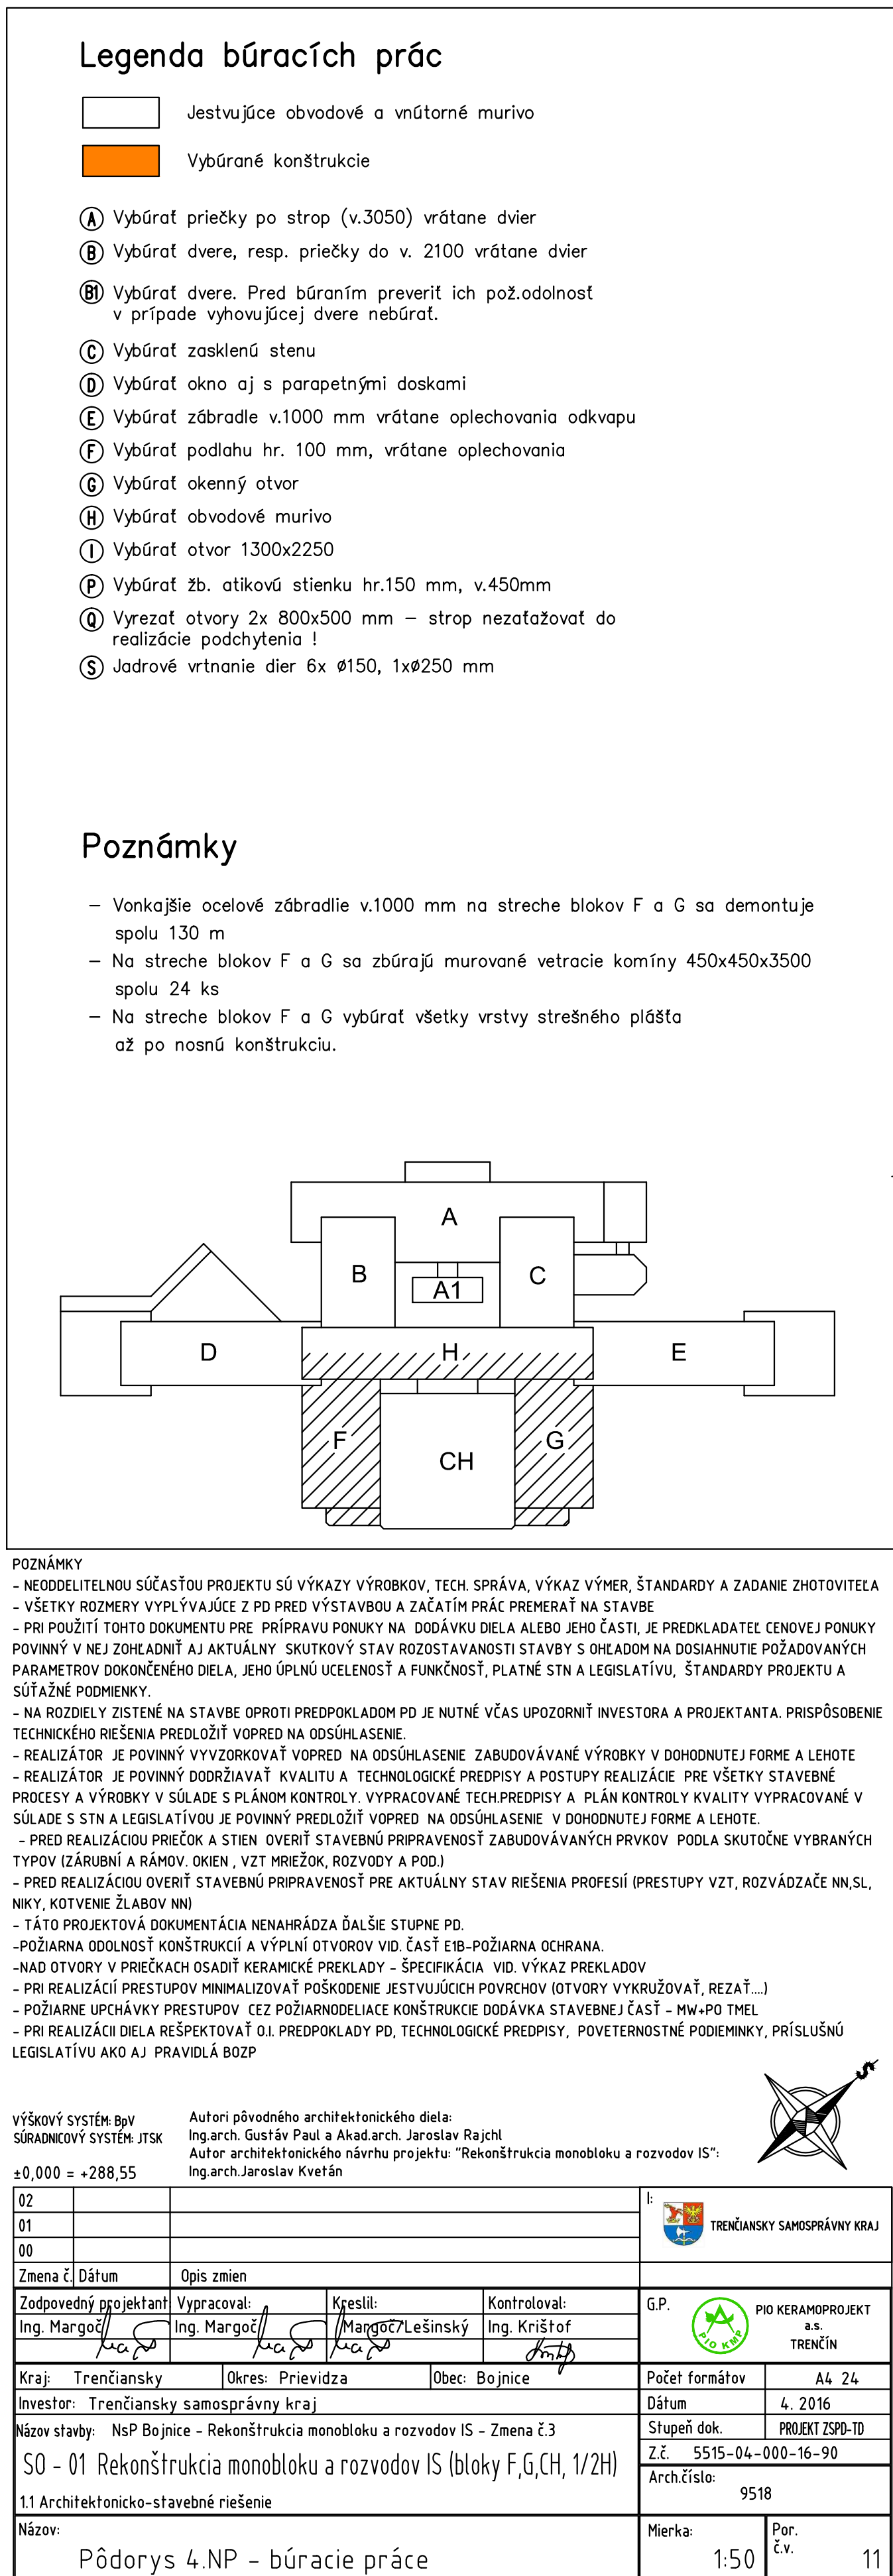 Legenda búracích prác
Jestvujúce obvodové a vnútorné murivo
Vybúrané konštrukcie
A Vybúrať priečky po strop (v.3050) vrátane dvier
B Vybúrať dvere, resp. priečky do v. 2100 vrátane dvier
B1 Vybúrať dvere. Pred búraním preveriť ich pož.odolnosť
v prípade vyhovujúcej dvere nebúrať.
C Vybúrať zasklenú stenu
D Vybúrať okno aj s parapetnými doskami
E Vybúrať zábradle v.1000 mm vrátane oplechovania odkvapu
F Vybúrať podlahu hr. 100 mm, vrátane oplechovania
G Vybúrať okenný otvor
H Vybúrať obvodové murivo
I Vybúrať otvor 1300x2250
P Vybúrať žb. atikovú stienku hr.150 mm, v.450mm
Q Vyrezať otvory 2x 800x500 mm – strop nezaťažovať do
realizácie podchytenia !
S Jadrové vrtnanie dier 6x Ø150, 1xØ250 mm
Poznámky
– Vonkajšie ocelové zábradlie v.1000 mm na streche blokov F a G sa demontuje
spolu 130 m
– Na streche blokov F a G sa zbúrajú murované vetracie komíny 450x450x3500
spolu 24 ks
– Na streche blokov F a G vybúrať všetky vrstvy strešného plášťa
až po nosnú konštrukciu.
A
B
C
A1
D
H
E
F
G
CH
POZNÁMKY
- NEODDELITELNOU SÚČASŤOU PROJEKTU SÚ VÝKAZY VÝROBKOV, TECH. SPRÁVA, VÝKAZ VÝMER, ŠTANDARDY A ZADANIE ZHOTOVITEĽA
- VŠETKY ROZMERY VYPLÝVAJÚCE Z PD PRED VÝSTAVBOU A ZAČATÍM PRÁC PREMERAŤ NA STAVBE
- PRI POUŽITÍ TOHTO DOKUMENTU PRE PRÍPRAVU PONUKY NA DODÁVKU DIELA ALEBO JEHO ČASTI, JE PREDKLADATEĽ CENOVEJ PONUKY
POVINNÝ V NEJ ZOHĽADNIŤ AJ AKTUÁLNY SKUTKOVÝ STAV ROZOSTAVANOSTI STAVBY S OHĽADOM NA DOSIAHNUTIE POŽADOVANÝCH
PARAMETROV DOKONČENÉHO DIELA, JEHO ÚPLNÚ UCELENOSŤ A FUNKČNOSŤ, PLATNÉ STN A LEGISLATÍVU, ŠTANDARDY PROJEKTU A
SÚŤAŽNÉ PODMIENKY.
- NA ROZDIELY ZISTENÉ NA STAVBE OPROTI PREDPOKLADOM PD JE NUTNÉ VČAS UPOZORNIŤ INVESTORA A PROJEKTANTA. PRISPÔSOBENIE
TECHNICKÉHO RIEŠENIA PREDLOŽIŤ VOPRED NA ODSÚHLASENIE.
- REALIZÁTOR JE POVINNÝ VYVZORKOVAŤ VOPRED NA ODSÚHLASENIE ZABUDOVÁVANÉ VÝROBKY V DOHODNUTEJ FORME A LEHOTE
- REALIZÁTOR JE POVINNÝ DODRŽIAVAŤ KVALITU A TECHNOLOGICKÉ PREDPISY A POSTUPY REALIZÁCIE PRE VŠETKY STAVEBNÉ
PROCESY A VÝROBKY V SÚLADE S PLÁNOM KONTROLY. VYPRACOVANÉ TECH.PREDPISY A PLÁN KONTROLY KVALITY VYPRACOVANÉ V
SÚLADE S STN A LEGISLATÍVOU JE POVINNÝ PREDLOŽIŤ VOPRED NA ODSÚHLASENIE V DOHODNUTEJ FORME A LEHOTE.
- PRED REALIZÁCIOU PRIEČOK A STIEN OVERIŤ STAVEBNÚ PRIPRAVENOSŤ ZABUDOVÁVANÝCH PRVKOV PODLA SKUTOČNE VYBRANÝCH
TYPOV (ZÁRUBNÍ A RÁMOV. OKIEN , VZT MRIEŽOK, ROZVODY A POD.)
- PRED REALIZÁCIOU OVERIŤ STAVEBNÚ PRIPRAVENOSŤ PRE AKTUÁLNY STAV RIEŠENIA PROFESIÍ (PRESTUPY VZT, ROZVÁDZAČE NN,SL,
NIKY, KOTVENIE ŽLABOV NN)
- TÁTO PROJEKTOVÁ DOKUMENTÁCIA NENAHRÁDZA ĎALŠIE STUPNE PD.
-POŽIARNA ODOLNOSŤ KONŠTRUKCIÍ A VÝPLNÍ OTVOROV VID. ČASŤ E1B-POŽIARNA OCHRANA.
-NAD OTVORY V PRIEČKACH OSADIŤ KERAMICKÉ PREKLADY - ŠPECIFIKÁCIA VID. VÝKAZ PREKLADOV
- PRI REALIZÁCIÍ PRESTUPOV MINIMALIZOVAŤ POŠKODENIE JESTVUJÚCICH POVRCHOV (OTVORY VYKRUŽOVAŤ, REZAŤ....)
- POŽIARNE UPCHÁVKY PRESTUPOV CEZ POŽIARNODELIACE KONŠTRUKCIE DODÁVKA STAVEBNEJ ČASŤ - MW+PO TMEL
- PRI REALIZÁCII DIELA REŠPEKTOVAŤ O.I. PREDPOKLADY PD, TECHNOLOGICKÉ PREDPISY, POVETERNOSTNÉ PODIEMINKY, PRÍSLUŠNÚ
LEGISLATÍVU AKO AJ PRAVIDLÁ BOZP
S
VÝŠKOVÝ SYSTÉM: BpV
SÚRADNICOVÝ SYSTÉM: JTSK
±0,000 = +288,55
Autori pôvodného architektonického diela:
Ing.arch. Gustáv Paul a Akad.arch. Jaroslav Rajchl
Autor architektonického návrhu projektu: "Rekonštrukcia monobloku a rozvodov IS":
Ing.arch.Jaroslav Kvetán
02
01
00
Zmena č. Dátum Opis zmien
I: TRENČIANSKY SAMOSPRÁVNY KRAJ
Zodpovedný projektant Vypracoval: Kreslil: Kontroloval:
Ing. Margoč Ing. Margoč Margoč/Lešinský Ing. Krištof
G.P. PIO KERAMOPROJEKT
a.s.
TRENČÍN
PIO KMP
Kraj: Trenčiansky Okres: Prievidza Obec: Bojnice
Počet formátov A4 24
Investor: Trenčiansky samosprávny kraj
Dátum 4. 2016
Názov stavby: NsP Bojnice - Rekonštrukcia monobloku a rozvodov IS - Zmena č.3
Stupeň dok. PROJEKT ZSPD-TD
Z.č. 5515-04-000-16-90
SO - 01 Rekonštrukcia monobloku a rozvodov IS (bloky F,G,CH, 1/2H)
Arch.číslo:
9518
1.1 Architektonicko-stavebné riešenie
Názov:
Pôdorys 4.NP - búracie práce
Mierka:
1:50
Por.
č.v.
11